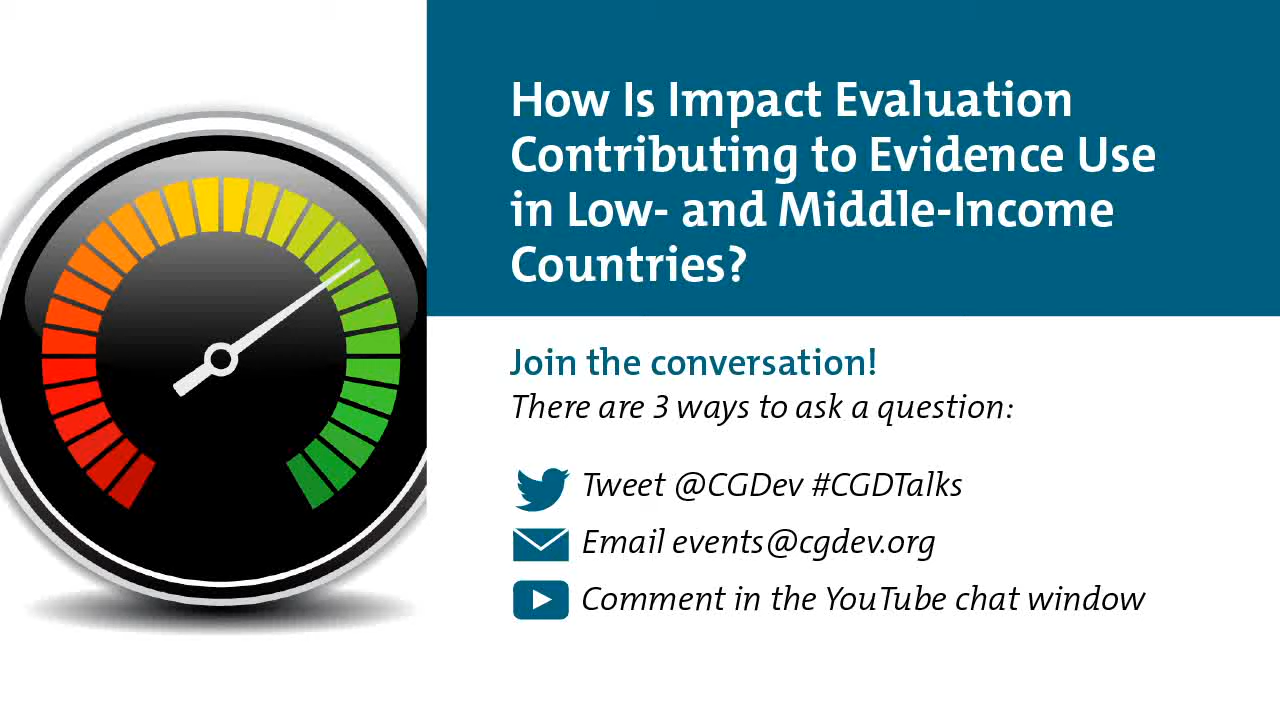 How Is Impact Evaluation
Contributing to Evidence Use
in Low- and Middle-Income
Countries?
Join the conversation!
There are 3 ways to ask a question:
Tweet @CGDev #CGDTalks
Email events@cgdev.org
Comment in the YouTube chat window